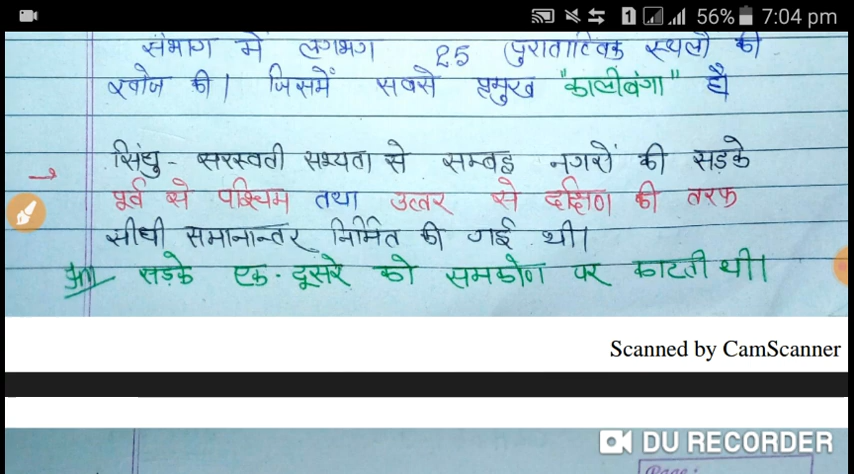 56% 7:04 pm
संभाग में लगभग 25 पुरातात्विक स्थलों की
खोज की। जिसमें सबसे प्रमुख "कालीबंगा" है
→ सिंधु - सरस्वती सभ्यता से सम्बद्ध नगरों की सड़के
पूर्व से पश्चिम तथा उत्तर से दक्षिण की तरफ
सीधी समानान्तर निर्मित की गई थी।
सड़के एक-दूसरे को समकोण पर काटती थी।
Scanned by CamScanner
DU RECORDER
Page: